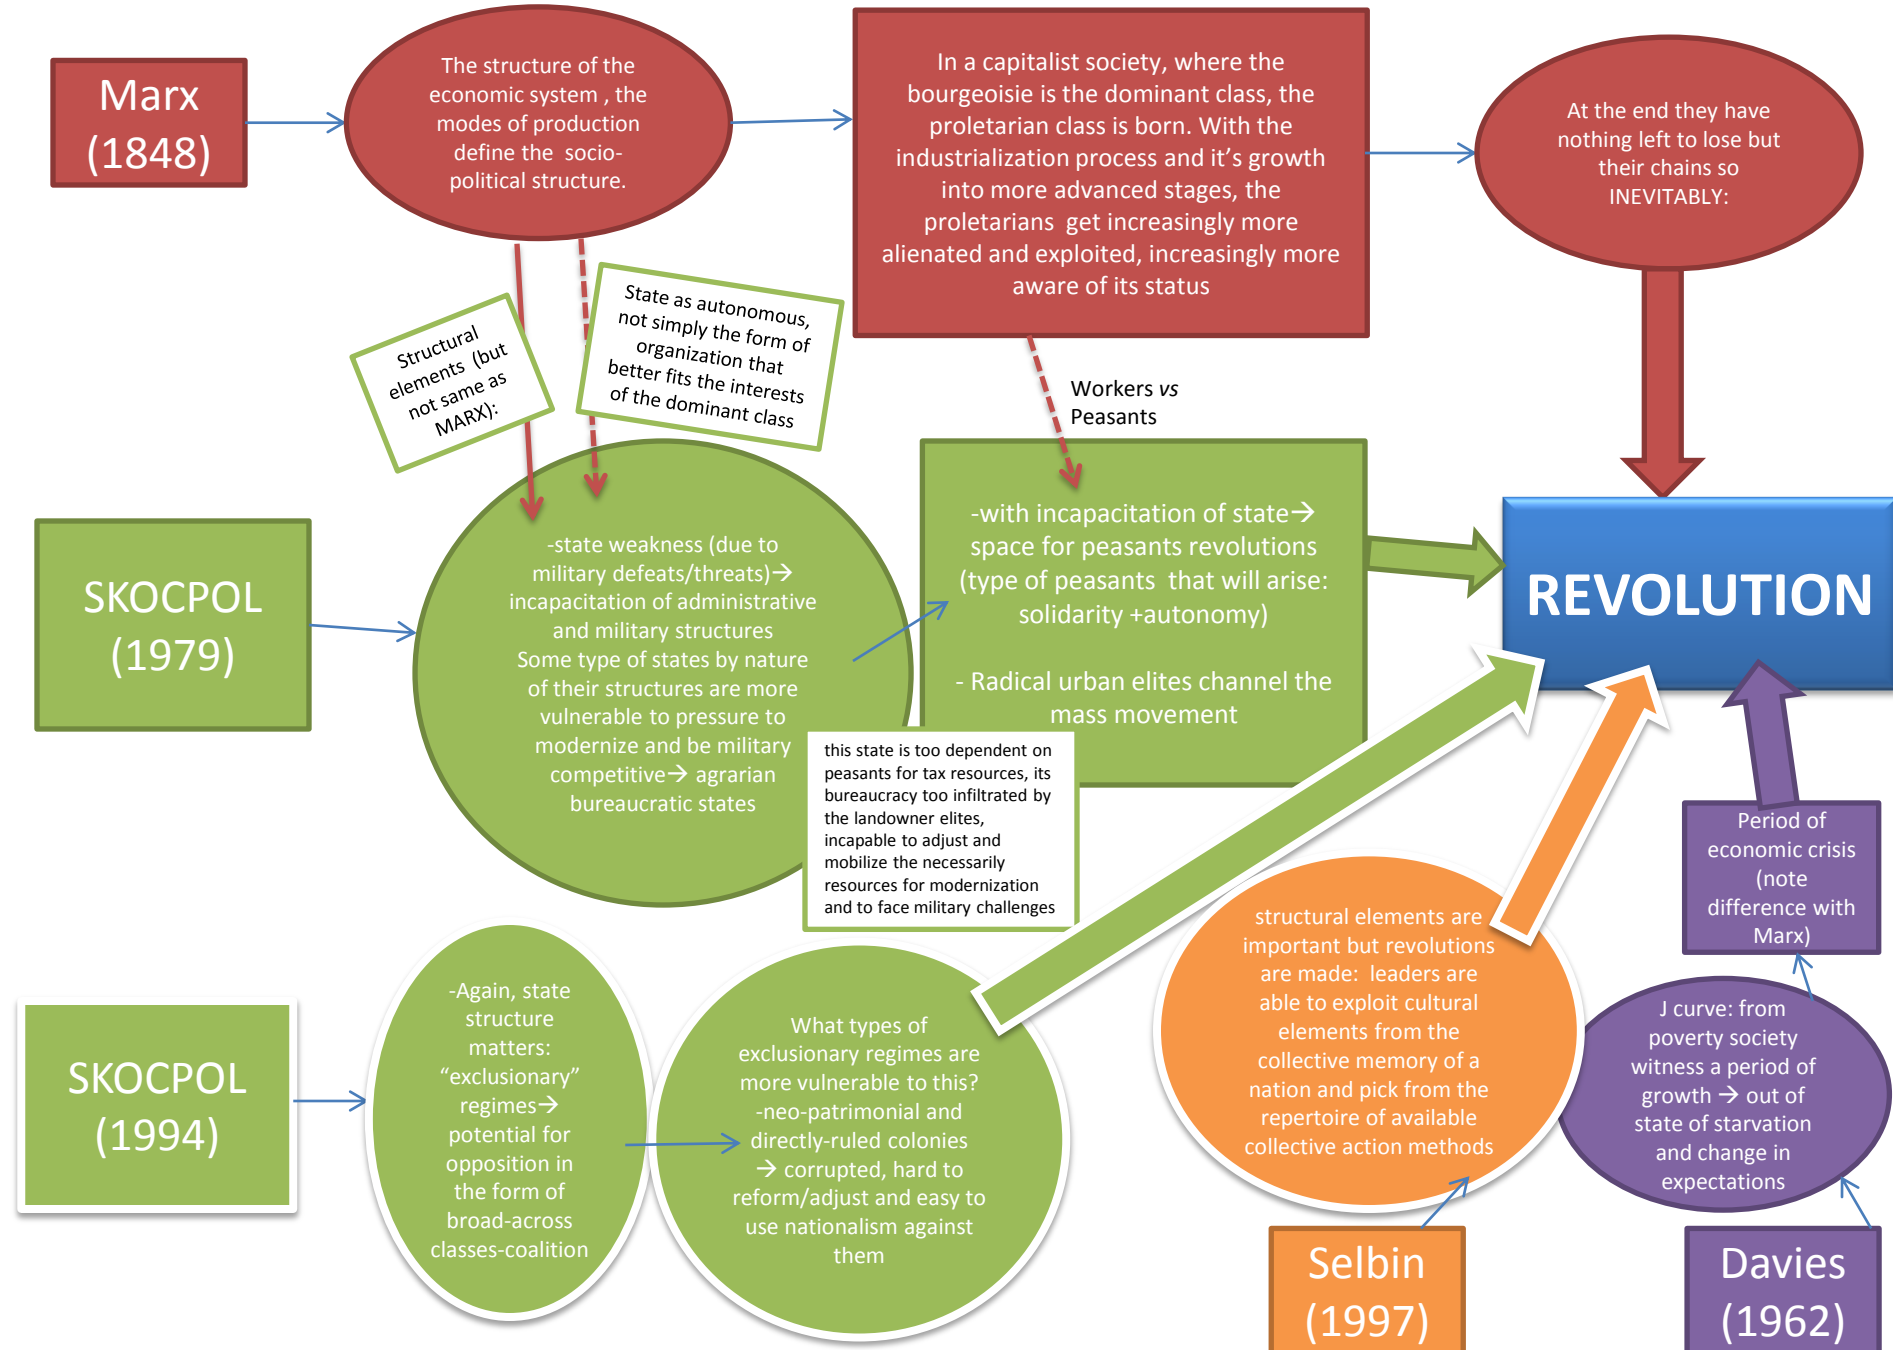 Marx
(1848)
The structure of the
economic system , the
modes of production
define the socio-
political structure.
In a capitalist society, where the
bourgeoisie is the dominant class, the
proletarian class is born. With the
industrialization process and it's growth
into more advanced stages, the
proletarians get increasingly more
alienated and exploited, increasingly more
aware of its status
At the end they have
nothing left to lose but
their chains so
INEVITABLY:
Structural
elements (but
not same as
MARX):
State as autonomous,
not simply the form of
organization that
better fits the interests
of the dominant class
Workers vs
Peasants
SKOCPOL
(1979)
-state weakness (due to
military defeats/threats)→
incapacitation of administrative
and military structures
Some type of states by nature
of their structures are more
vulnerable to pressure to
modernize and be military
competitive→ agrarian
bureaucratic states
-with incapacitation of state→
space for peasants revolutions
(type of peasants that will arise:
solidarity +autonomy)
- Radical urban elites channel the
mass movement
REVOLUTION
this state is too dependent on
peasants for tax resources, its
bureaucracy too infiltrated by
the landowner elites,
incapable to adjust and
mobilize the necessarily
resources for modernization
and to face military challenges
SKOCPOL
(1994)
-Again, state
structure
matters:
“exclusionary”
regimes→
potential for
opposition in
the form of
broad-across
classes-coalition
What types of
exclusionary regimes are
more vulnerable to this?
-neo-patrimonial and
directly-ruled colonies
→ corrupted, hard to
reform/adjust and easy to
use nationalism against
them
structural elements are
important but revolutions
are made: leaders are
able to exploit cultural
elements from the
collective memory of a
nation and pick from the
repertoire of available
collective action methods
Selbin
(1997)
Period of
economic crisis
(note
difference with
Marx)
J curve: from
poverty society
witness a period of
growth → out of
state of starvation
and change in
expectations
Davies
(1962)